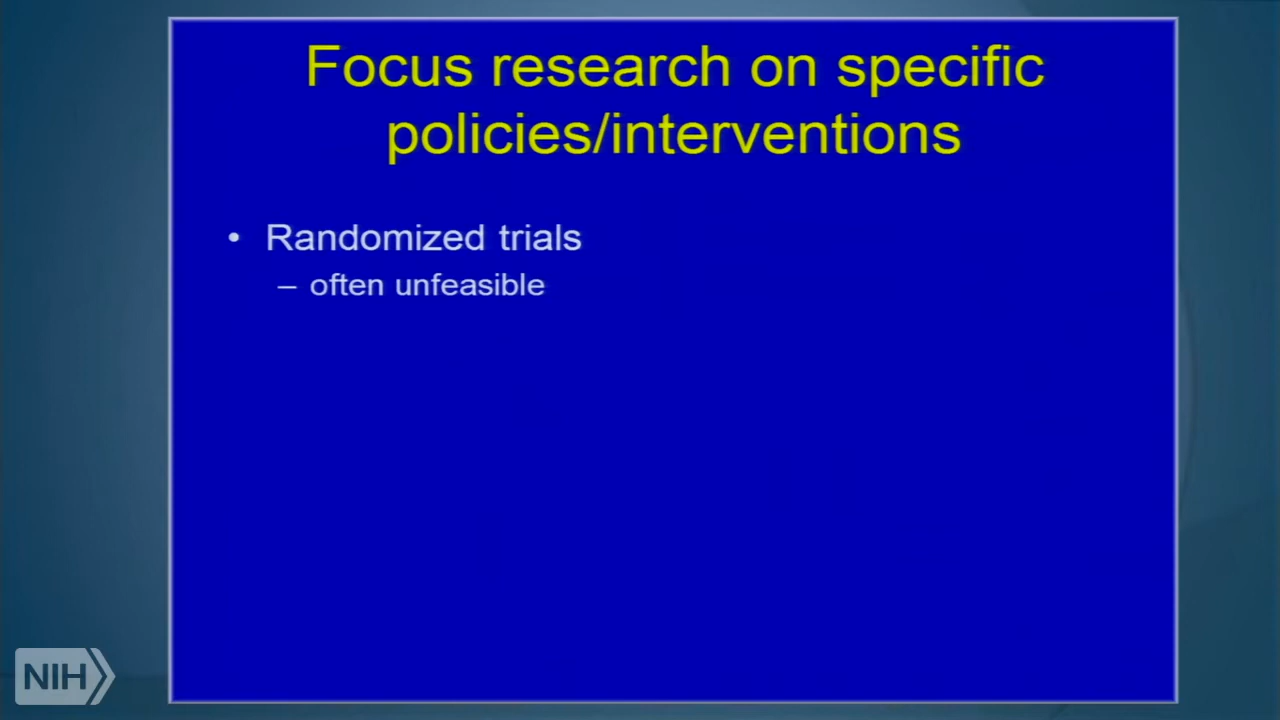 Focus research on specific
policies/interventions
• Randomized trials
– often unfeasible
NIH